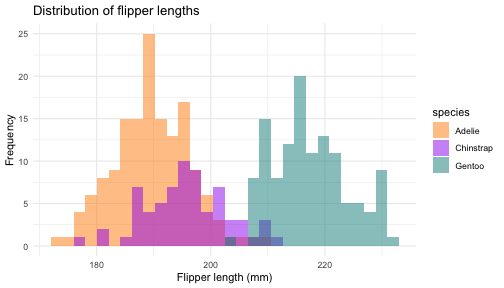 Distribution of flipper lengths
25
20
15
10
5
0
Frequency
180
200
220
Flipper length (mm)
species
Adelie
Chinstrap
Gentoo